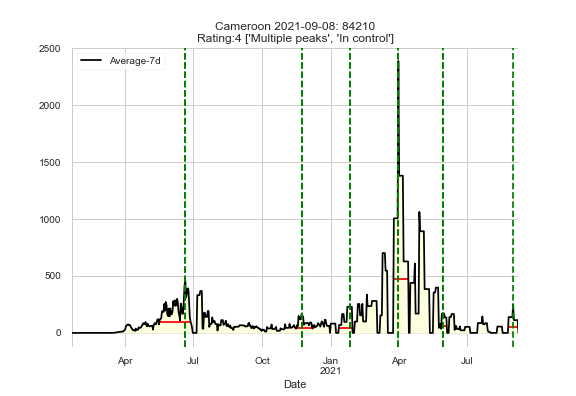 Cameroon 2021-09-08: 84210
Rating:4 ['Multiple peaks', 'In control']
Average-7d
2500
2000
1500
1000
500
0
Apr Jul Oct Jan Apr Jul
2021
Date